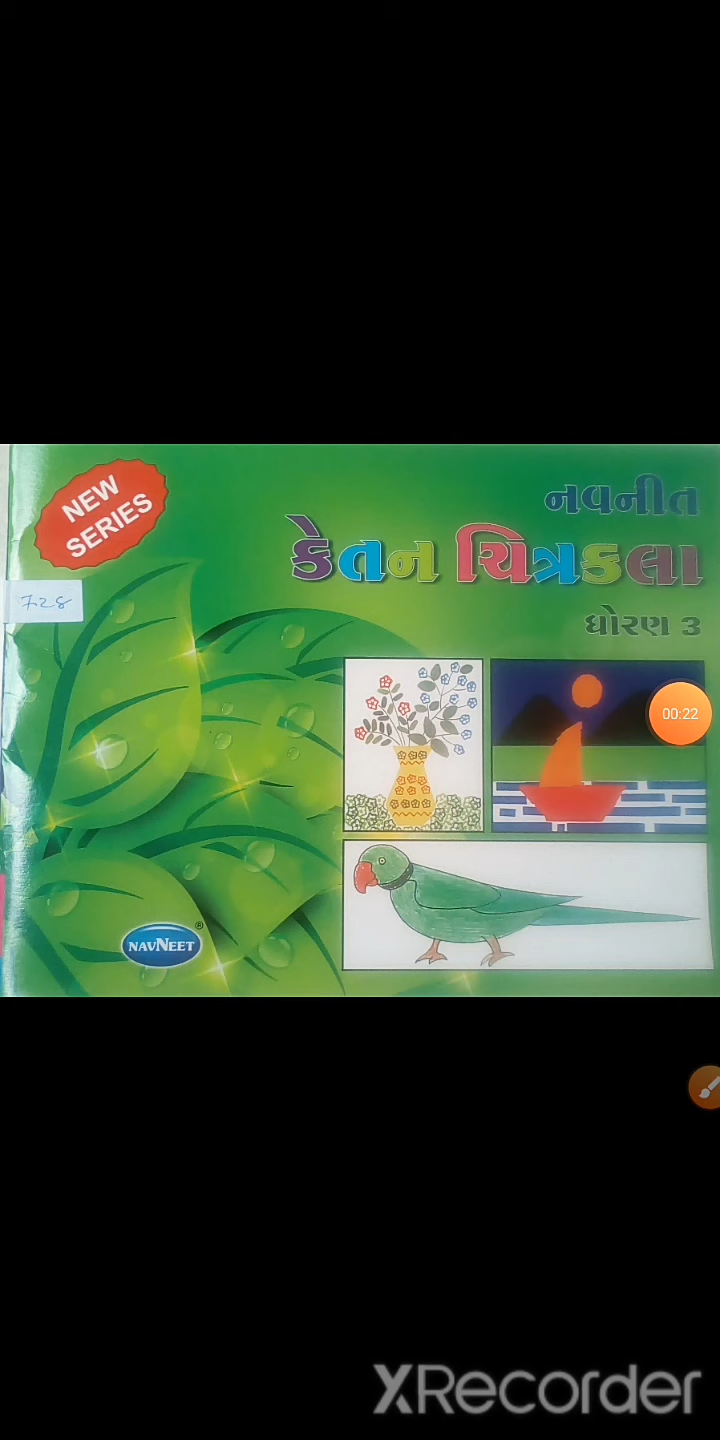 NEW
SERIES
નવનીત
કેતન ચિત્રકલા
ધોરણ ૩
728
00:22
NAVNEET
®
XRecorder